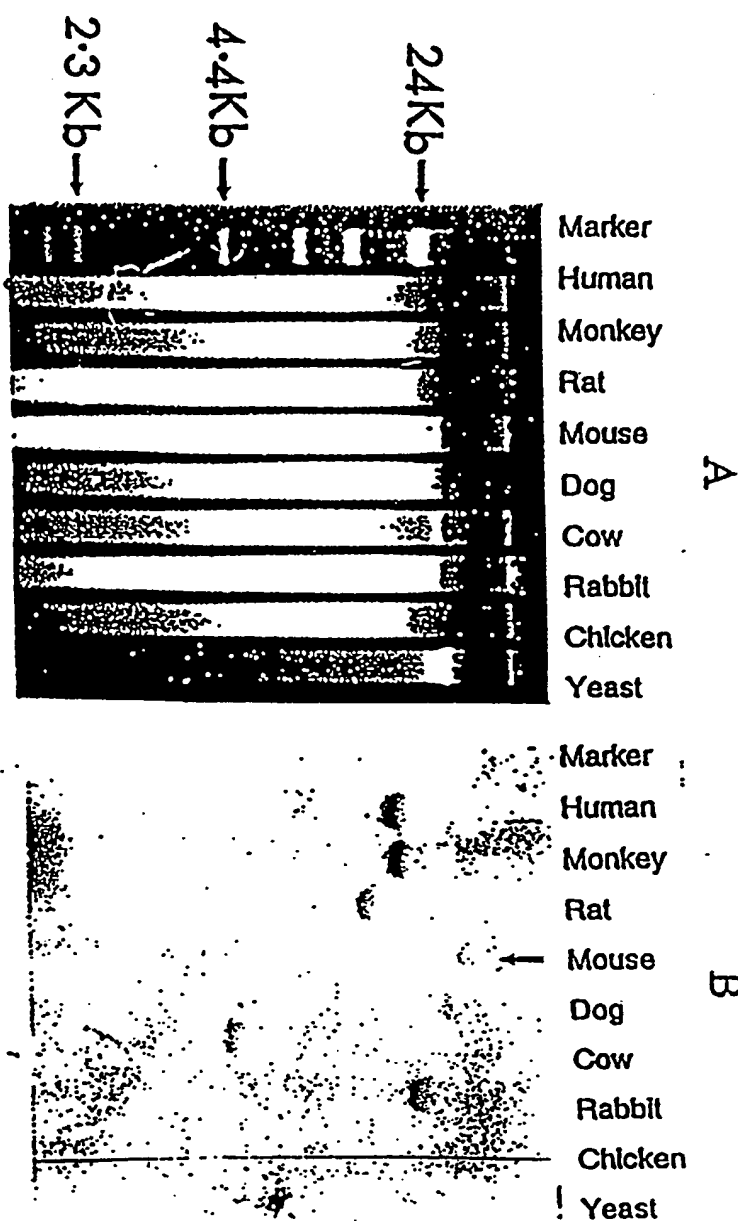 2·3 Kb
4·4Kb
24Kb
A
Marker
Human
Monkey
Rat
Mouse
Dog
Cow
Rabbit
Chicken
Yeast
B
Marker
Human
Monkey
Rat
Mouse
Dog
Cow
Rabbit
Chicken
Yeast